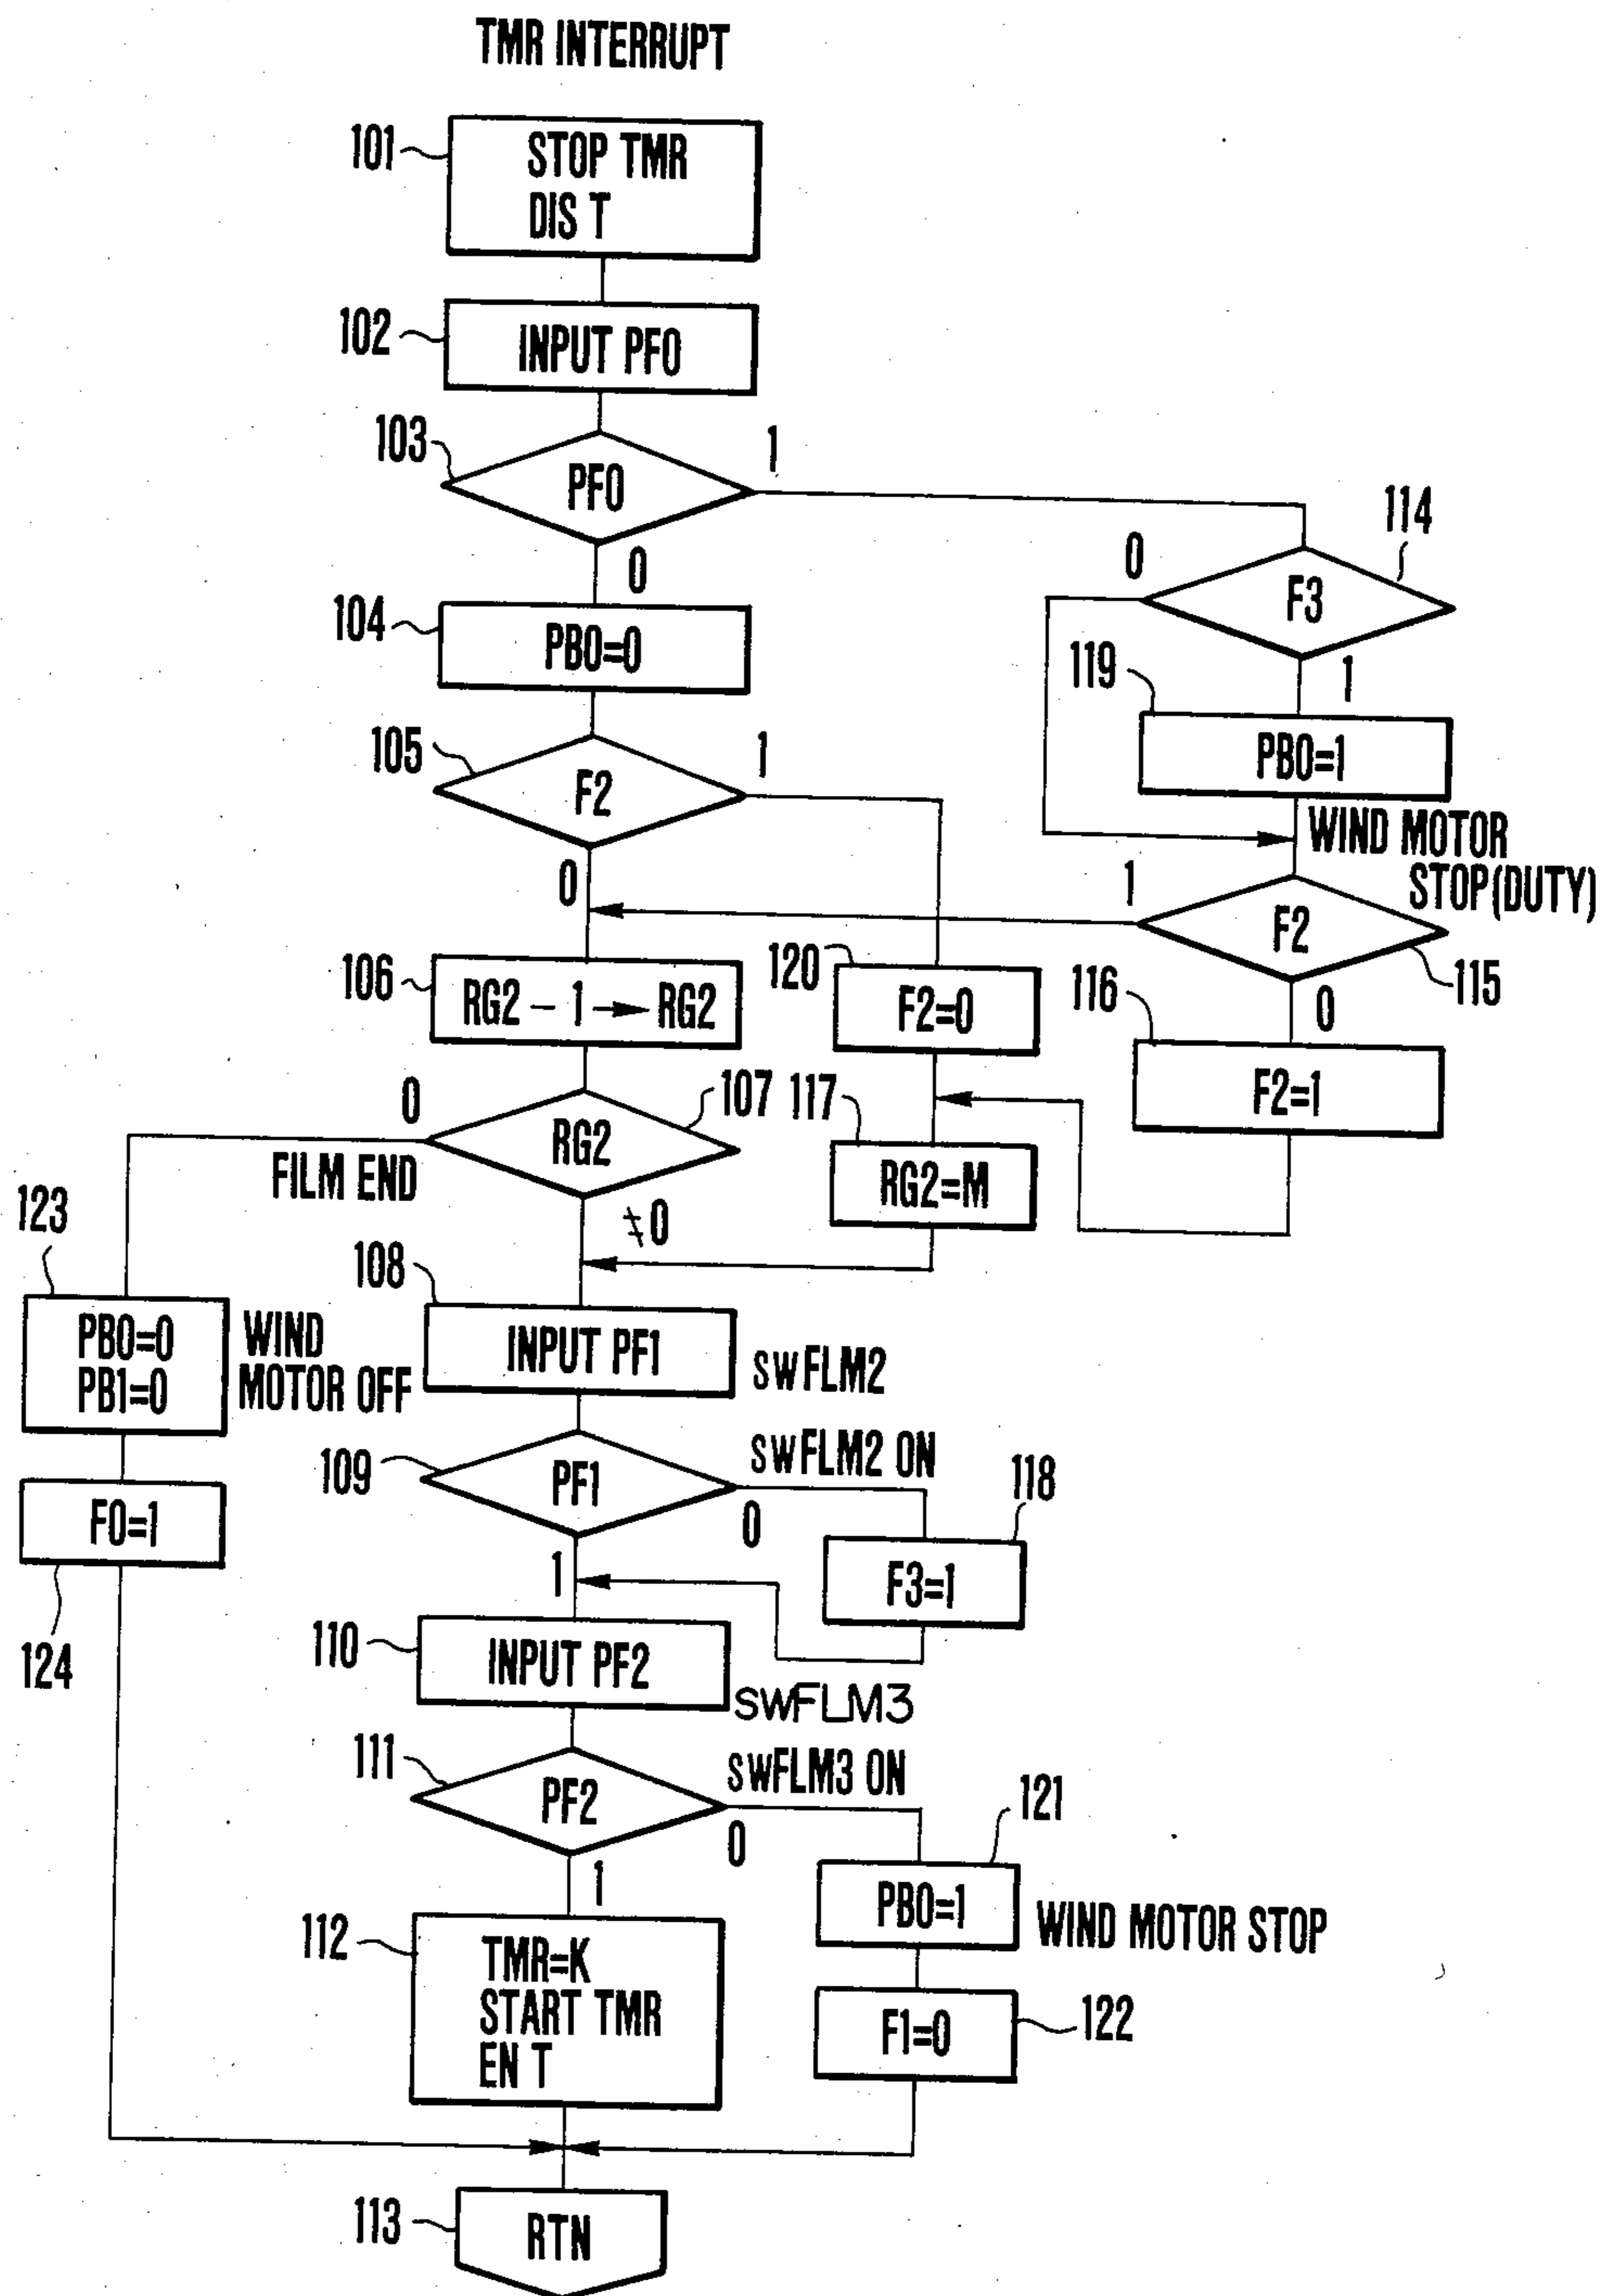 TMR INTERRUPT
101
STOP TMR
DIS T
102
INPUT PF0
103
PF0
1
0
114
F3
0
1
104
PB0=0
119
PB0=1
105
F2
1
0
WIND MOTOR
STOP(DUTY)
1
F2
0
115
106
RG2 - 1 → RG2
120
F2=0
116
F2=1
0
RG2
107
≠0
FILM END
117
RG2=M
123
PB0=0
PB1=0
WIND
MOTOR OFF
108
INPUT PF1
SWFLM2
109
PF1
SWFLM2 ON
0
1
118
F3=1
F0=1
124
110
INPUT PF2
SWFLM3
111
PF2
SWFLM3 ON
0
1
121
PB0=1
WIND MOTOR STOP
112
TMR=K
START TMR
EN T
F1=0
122
113
RTN